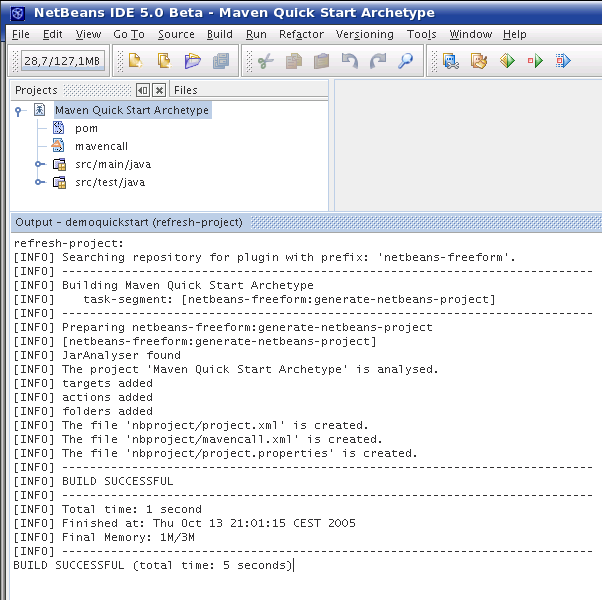 NetBeans IDE 5.0 Beta - Maven Quick Start Archetype
File Edit View Go To Source Build Run Refactor Versioning Tools Window Help
28,7/127,1MB
Projects Files
Maven Quick Start Archetype
pom
mavencall
src/main/java
src/test/java
Output - demoquickstart (refresh-project)
refresh-project:
[INFO] Searching repository for plugin with prefix: 'netbeans-freeform'.
[INFO] ----------------------------------------------------------------------------
[INFO] Building Maven Quick Start Archetype
[INFO]    task-segment: [netbeans-freeform:generate-netbeans-project]
[INFO] ----------------------------------------------------------------------------
[INFO] Preparing netbeans-freeform:generate-netbeans-project
[INFO] [netbeans-freeform:generate-netbeans-project]
[INFO] JarAnalyser found
[INFO] The project 'Maven Quick Start Archetype' is analysed.
[INFO] targets added
[INFO] actions added
[INFO] folders added
[INFO] The file 'nbproject/project.xml' is created.
[INFO] The file 'nbproject/mavencall.xml' is created.
[INFO] The file 'nbproject/project.properties' is created.
[INFO] ----------------------------------------------------------------------------
[INFO] BUILD SUCCESSFUL
[INFO] ----------------------------------------------------------------------------
[INFO] Total time: 1 second
[INFO] Finished at: Thu Oct 13 21:01:15 CEST 2005
[INFO] Final Memory: 1M/3M
[INFO] ----------------------------------------------------------------------------
BUILD SUCCESSFUL (total time: 5 seconds)